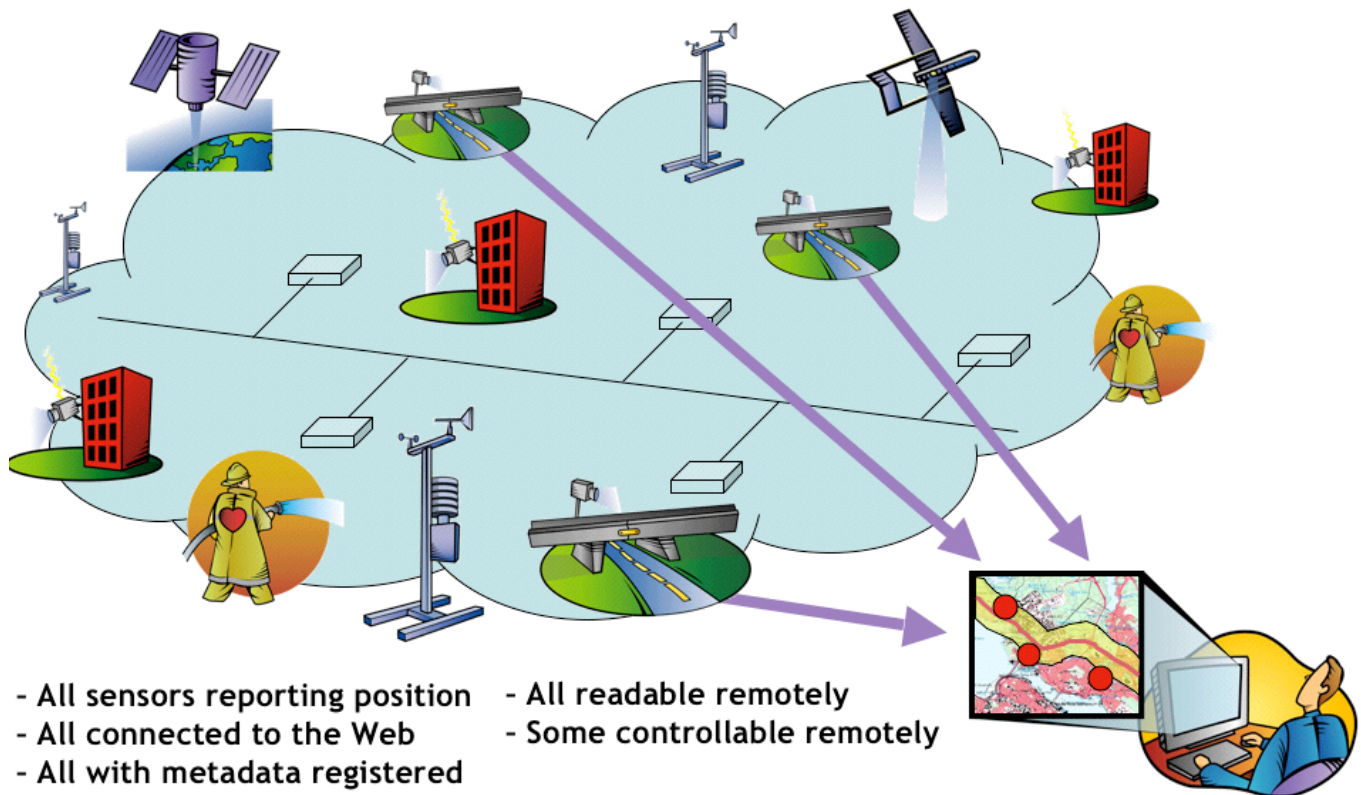 - All sensors reporting position
- All connected to the Web
- All with metadata registered
- All readable remotely
- Some controllable remotely